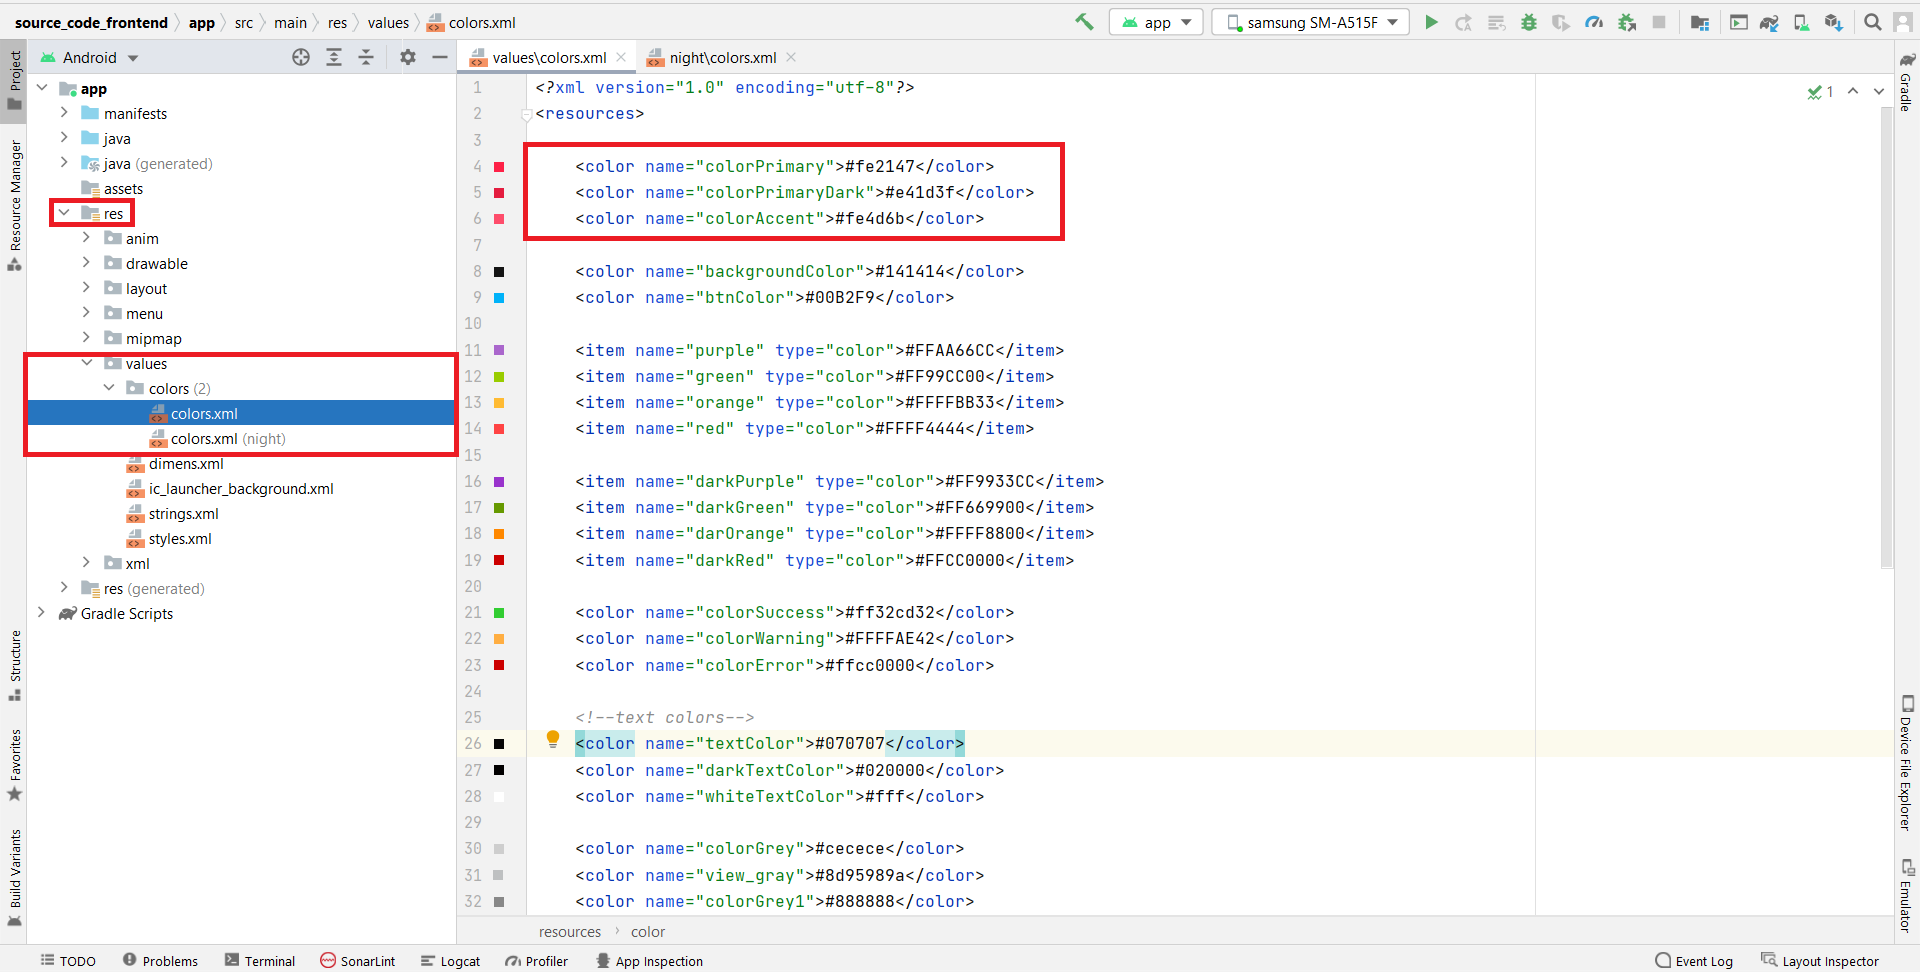 source_code_frontend app src main res values colors.xml app samsung SM-A515F
Android
values\colors.xml night\colors.xml
Project
Resource Manager
Structure
Favorites
Build Variants
app
manifests
java
java (generated)
assets
res
anim
drawable
layout
menu
mipmap
values
colors (2)
colors.xml
colors.xml (night)
dimens.xml
ic_launcher_background.xml
strings.xml
styles.xml
xml
res (generated)
Gradle Scripts
1 <?xml version="1.0" encoding="utf-8"?>
2 <resources>
3
4 <color name="colorPrimary">#fe2147</color>
5 <color name="colorPrimaryDark">#e41d3f</color>
6 <color name="colorAccent">#fe4d6b</color>
7
8 <color name="backgroundColor">#141414</color>
9 <color name="btnColor">#00B2F9</color>
10
11 <item name="purple" type="color">#FFAA66CC</item>
12 <item name="green" type="color">#FF99CC00</item>
13 <item name="orange" type="color">#FFFFBB33</item>
14 <item name="red" type="color">#FFFF4444</item>
15
16 <item name="darkPurple" type="color">#FF9933CC</item>
17 <item name="darkGreen" type="color">#FF669900</item>
18 <item name="darOrange" type="color">#FFFF8800</item>
19 <item name="darkRed" type="color">#FFCC0000</item>
20
21 <color name="colorSuccess">#ff32cd32</color>
22 <color name="colorWarning">#FFFFAE42</color>
23 <color name="colorError">#ffcc0000</color>
24
25 <!--text colors-->
26 <color name="textColor">#070707</color>
27 <color name="darkTextColor">#020000</color>
28 <color name="whiteTextColor">#fff</color>
29
30 <color name="colorGrey">#cecece</color>
31 <color name="view_gray">#8d95989a</color>
32 <color name="colorGrey1">#888888</color>
1
Gradle
Device File Explorer
Emulator
resources color
TODO Problems Terminal SonarLint Logcat Profiler App Inspection Event Log Layout Inspector